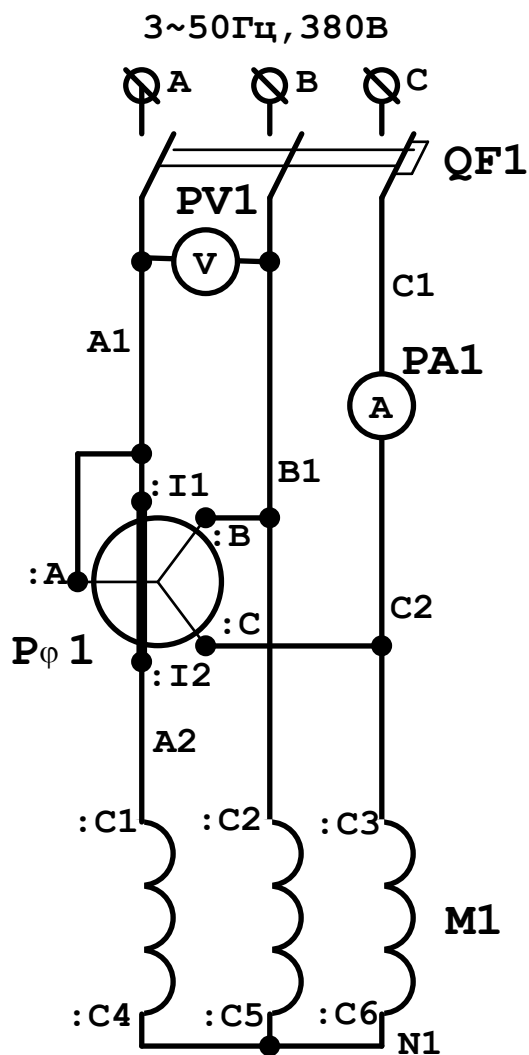 3~50Гц,380В
A B C
QF1
PV1
V
C1
A1
PA1
A
B1
:I1
:B
:A
C2
:C
Pφ1
:I2
A2
:C1 :C2 :C3
M1
:C4 :C5 :C6
N1